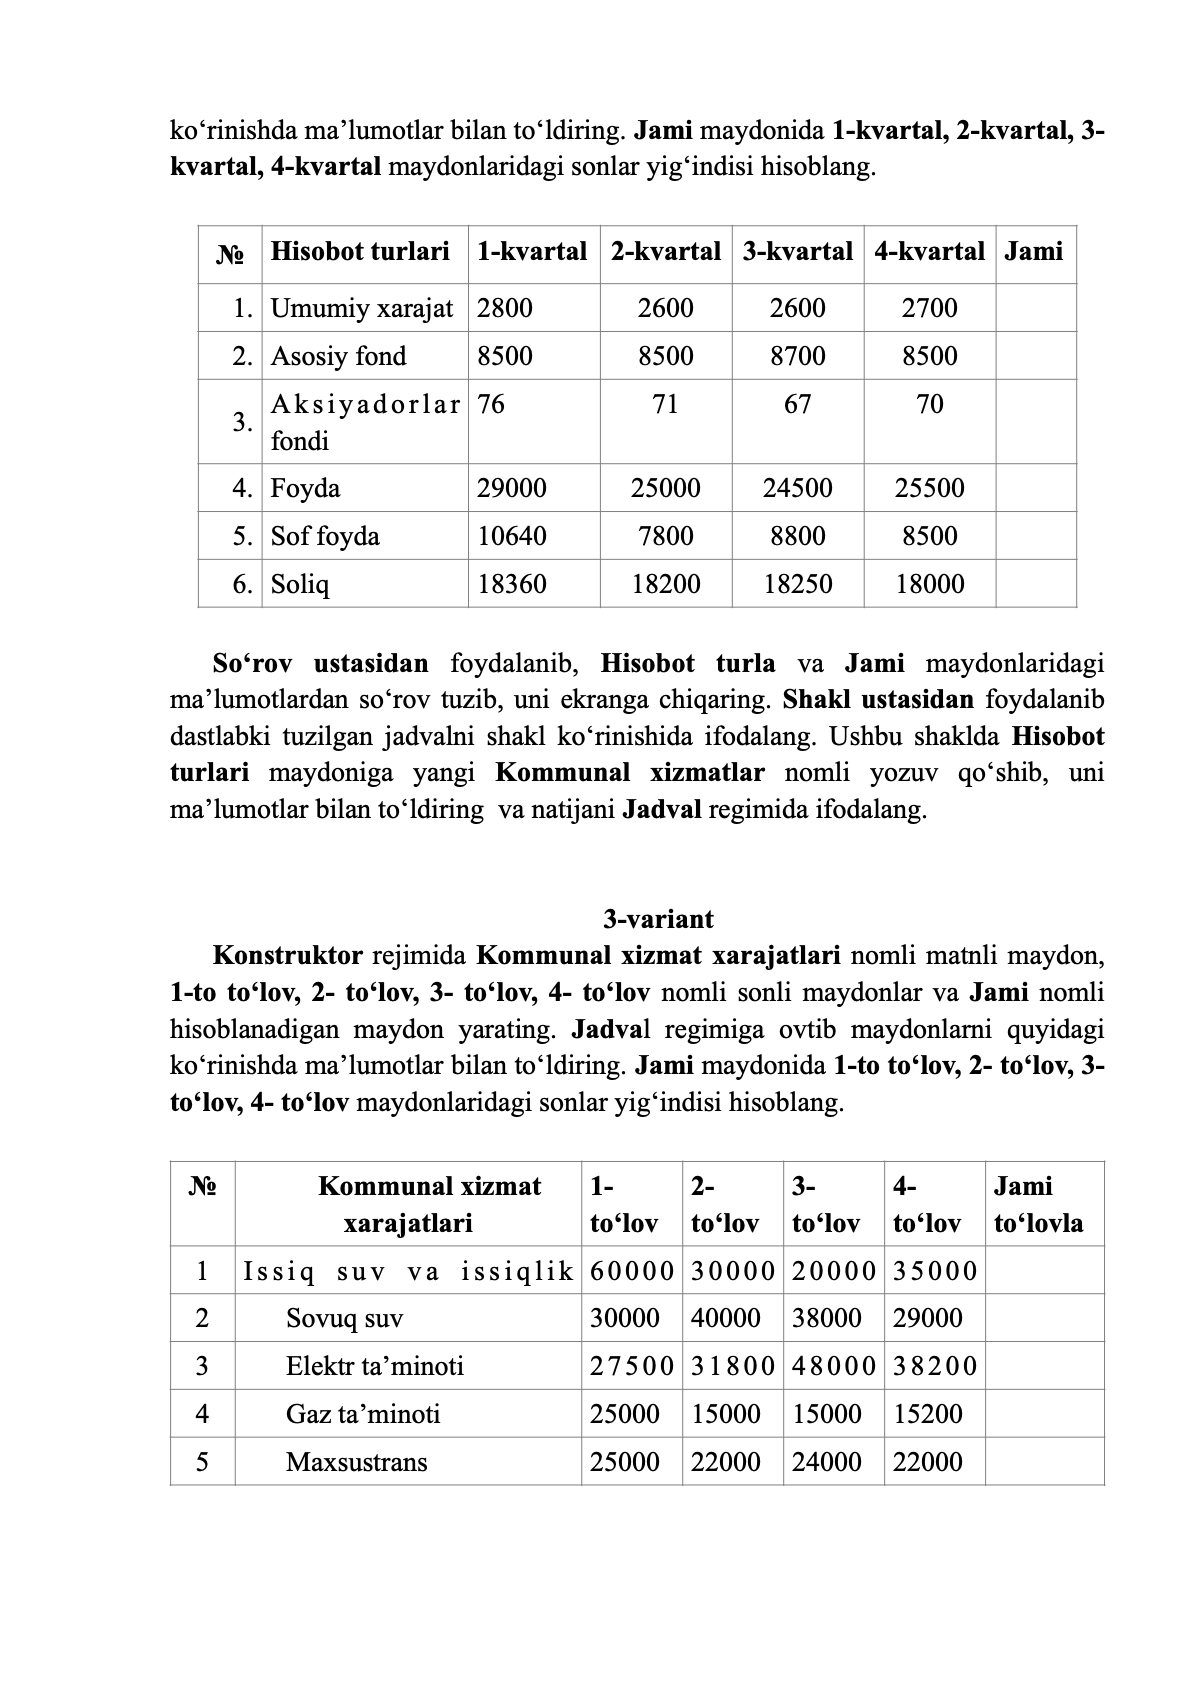 ko‘rinishda ma’lumotlar bilan to‘ldiring. Jami maydonida 1-kvartal, 2-kvartal, 3-
kvartal, 4-kvartal maydonlaridagi sonlar yig‘indisi hisoblang.
№ Hisobot turlari 1-kvartal 2-kvartal 3-kvartal 4-kvartal Jami
1. Umumiy xarajat 2800 2600 2600 2700
2. Asosiy fond 8500 8500 8700 8500
3. Aksiyadorlar 76 71 67 70
fondi
4. Foyda 29000 25000 24500 25500
5. Sof foyda 10640 7800 8800 8500
6. Soliq 18360 18200 18250 18000
So‘rov ustasidan foydalanib, Hisobot turla va Jami maydonlaridagi
ma’lumotlardan so‘rov tuzib, uni ekranga chiqaring. Shakl ustasidan foydalanib
dastlabki tuzilgan jadvalni shakl ko‘rinishida ifodalang. Ushbu shaklda Hisobot
turlari maydoniga yangi Kommunal xizmatlar nomli yozuv qo‘shib, uni
ma’lumotlar bilan to‘ldiring va natijani Jadval regimida ifodalang.
3-variant
Konstruktor rejimida Kommunal xizmat xarajatlari nomli matnli maydon,
1-to to‘lov, 2- to‘lov, 3- to‘lov, 4- to‘lov nomli sonli maydonlar va Jami nomli
hisoblanadigan maydon yarating. Jadval regimiga ovtib maydonlarni quyidagi
ko‘rinishda ma’lumotlar bilan to‘ldiring. Jami maydonida 1-to to‘lov, 2- to‘lov, 3-
to‘lov, 4- to‘lov maydonlaridagi sonlar yig‘indisi hisoblang.
№ Kommunal xizmat 1- 2- 3- 4- Jami
xarajatlari to‘lov to‘lov to‘lov to‘lov to‘lovla
1 Issiq suv va issiqlik 60000 30000 20000 35000
2 Sovuq suv 30000 40000 38000 29000
3 Elektr ta’minoti 27500 31800 48000 38200
4 Gaz ta’minoti 25000 15000 15000 15200
5 Maxsustrans 25000 22000 24000 22000